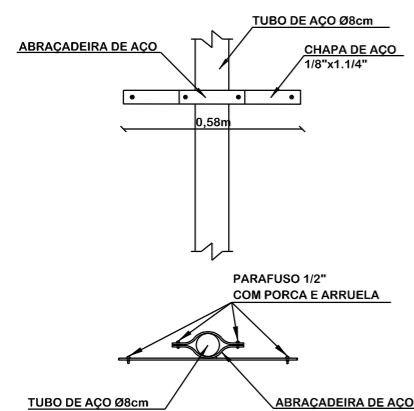 TUBO DE AÇO Ø8cm
ABRAÇADEIRA DE AÇO
CHAPA DE AÇO
1/8"x1.1/4"
0,58m
PARAFUSO 1/2"
COM PORCA E ARRUELA
TUBO DE AÇO Ø8cm
ABRAÇADEIRA DE AÇO